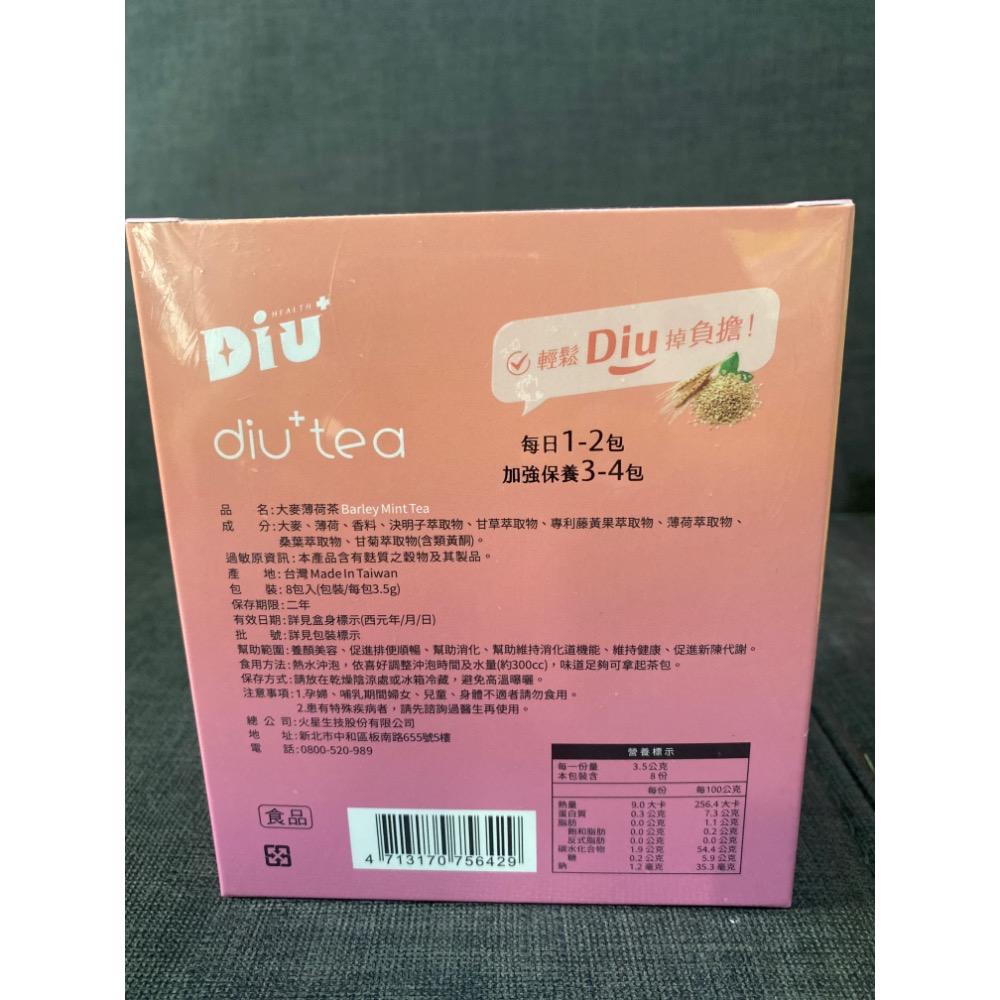 HEALTH
DiU+
diu+tea
輕鬆 Diu 掉負擔!
每日1-2包
加強保養3-4包
品 名:大麥薄荷茶Barley Mint Tea
成 分:大麥、薄荷、香料、決明子萃取物、甘草萃取物、專利藤黃果萃取物、薄荷萃取物、
桑葉萃取物、甘菊萃取物(含類黃酮)。
過敏原資訊:本產品含有麩質之穀物及其製品。
產 地:台灣 Made In Taiwan
包 裝:8包入(包裝/每包3.5g)
保存期限:二年
有效日期:詳見盒身標示(西元年/月/日)
批 號:詳見包裝標示
幫助範圍:養顏美容、促進排便順暢、幫助消化、幫助維持消化道機能、維持健康、促進新陳代謝。
食用方法:熱水沖泡,依喜好調整沖泡時間及水量(約300cc),味道足夠可拿起茶包。
保存方式:請放在乾燥陰涼處或冰箱冷藏,避免高溫曝曬。
注意事項:1.孕婦、哺乳期間婦女、兒童、身體不適者請勿食用。
2.患有特殊疾病者,請先諮詢過醫生再使用。
總 公 司:火星生技股份有限公司
地 址:新北市中和區板南路655號5樓
電 話:0800-520-989
食品
4 713170 756429
營養標示
每一份量 3.5公克
本包裝含 8份
每份 每100公克
熱量 9.0 大卡 256.4 大卡
蛋白質 0.3 公克 7.3 公克
脂肪 0.0 公克 1.1 公克
飽和脂肪 0.0 公克 0.2 公克
反式脂肪 0.0 公克 0.0 公克
碳水化合物 1.9 公克 54.4 公克
糖 0.2 公克 5.9 公克
鈉 1.2 毫克 35.3 毫克